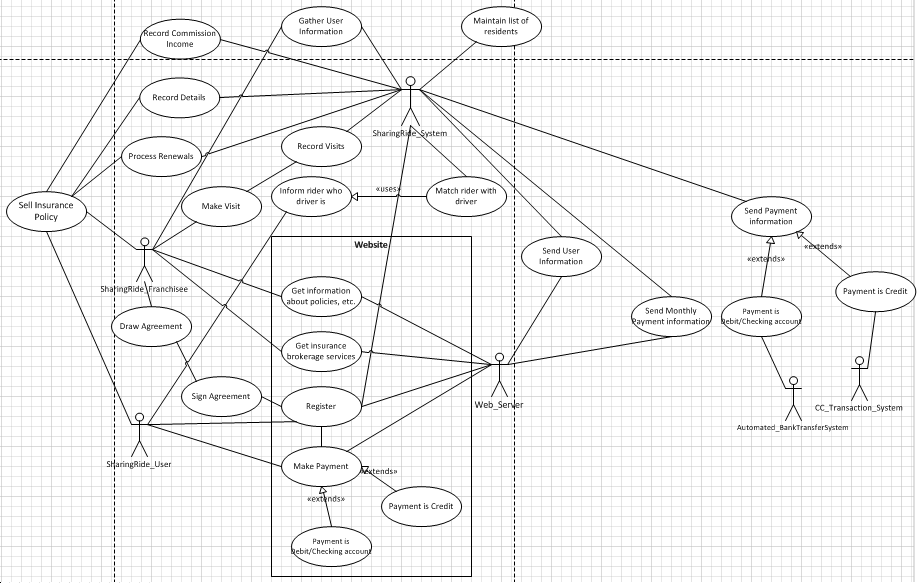 Record Commission
Income
Gather User
Information
Maintain list of
residents
Record Details
SharingRide_System
Process Renewals
Record Visits
Sell Insurance
Policy
Make Visit
Inform rider who
driver is
«uses»
Match rider with
driver
Send Payment
information
«extends»
«extends»
Website
Send User
Information
SharingRide_Franchisee
Get information
about policies, etc.
Payment is Credit
Draw Agreement
Send Monthly
Payment information
Payment is
Debit/Checking account
Get insurance
brokerage services
Sign Agreement
Register
Web_Server
CC_Transaction_System
Automated_BankTransferSystem
SharingRide_User
Make Payment
«extends»
«extends»
Payment is Credit
Payment is
Debit/Checking account